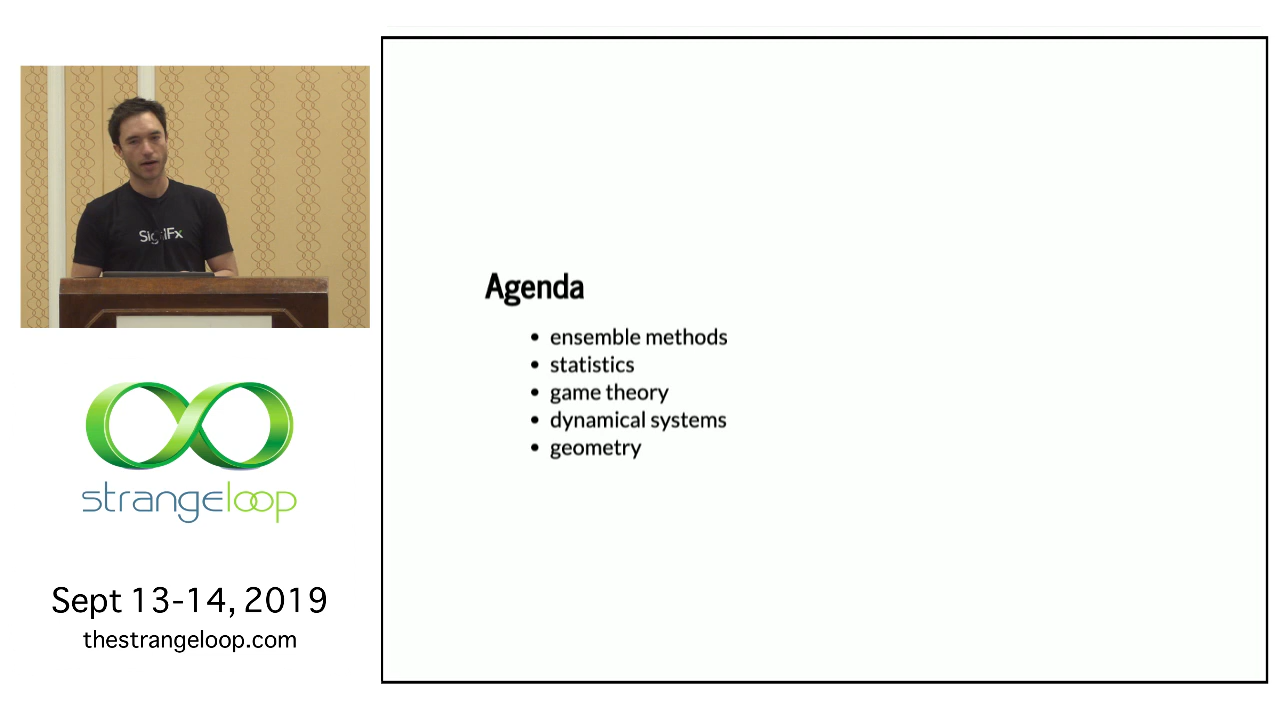 Agenda
• ensemble methods
• statistics
• game theory
• dynamical systems
• geometry
strangeloop
Sept 13-14, 2019
thestrangeloop.com